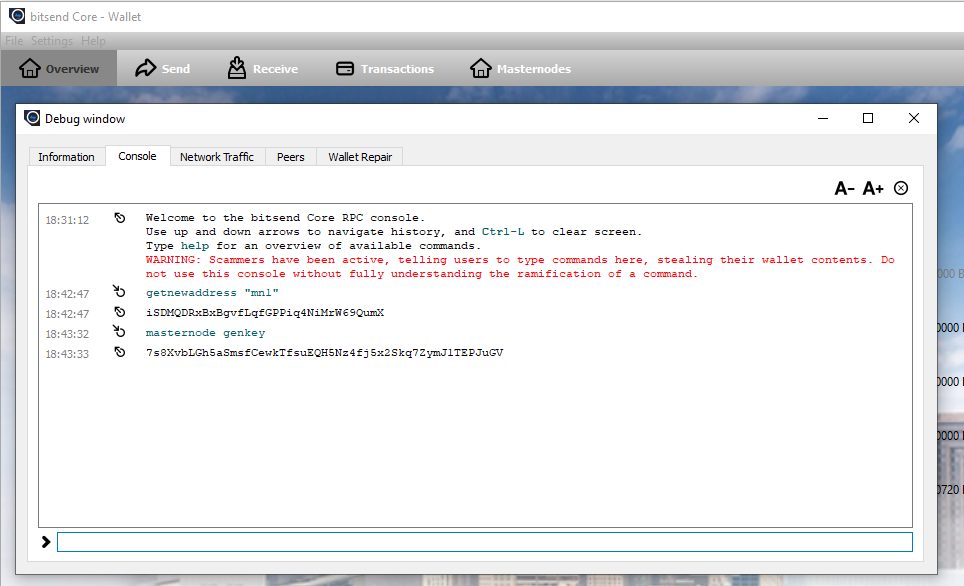 bitsend Core - Wallet
File Settings Help
Overview Send Receive Transactions Masternodes
Debug window
Information Console Network Traffic Peers Wallet Repair
A- A+
18:31:12 Welcome to the bitsend Core RPC console.
Use up and down arrows to navigate history, and Ctrl-L to clear screen.
Type help for an overview of available commands.
WARNING: Scammers have been active, telling users to type commands here, stealing their wallet contents. Do
not use this console without fully understanding the ramification of a command.
000 B
18:42:47 getnewaddress "mn1"
18:42:47 iSDMQDRxBxBgvfLqfGPPiq4NiMrW69QumX
0000
18:43:32 masternode genkey
18:43:33 7s8XvbLGh5aSmsfCewkTfsuEQH5Nz4fj5x2Skq7ZymJ1TEPJuGV
0000
0000
0720